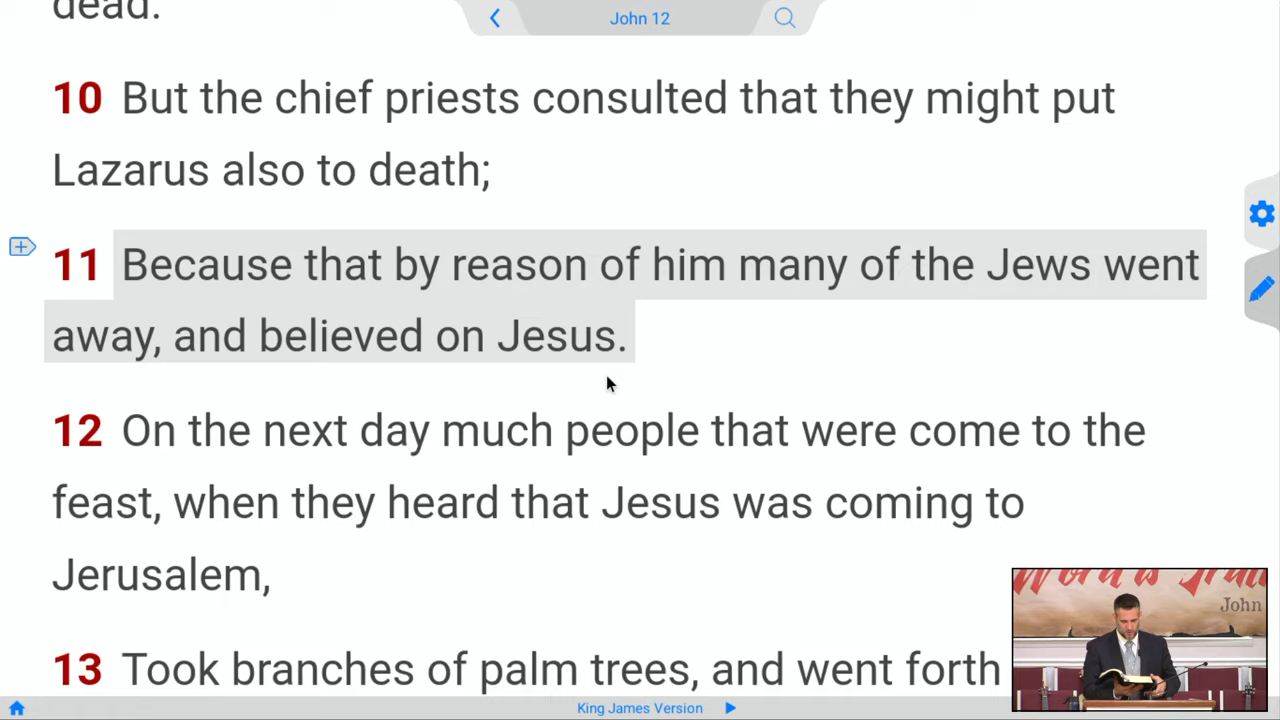 dead.
John 12
10 But the chief priests consulted that they might put
Lazarus also to death;
11 Because that by reason of him many of the Jews went
away, and believed on Jesus.
12 On the next day much people that were come to the
feast, when they heard that Jesus was coming to
Jerusalem,
13 Took branches of palm trees, and went forth
Word is Truth
John
King James Version